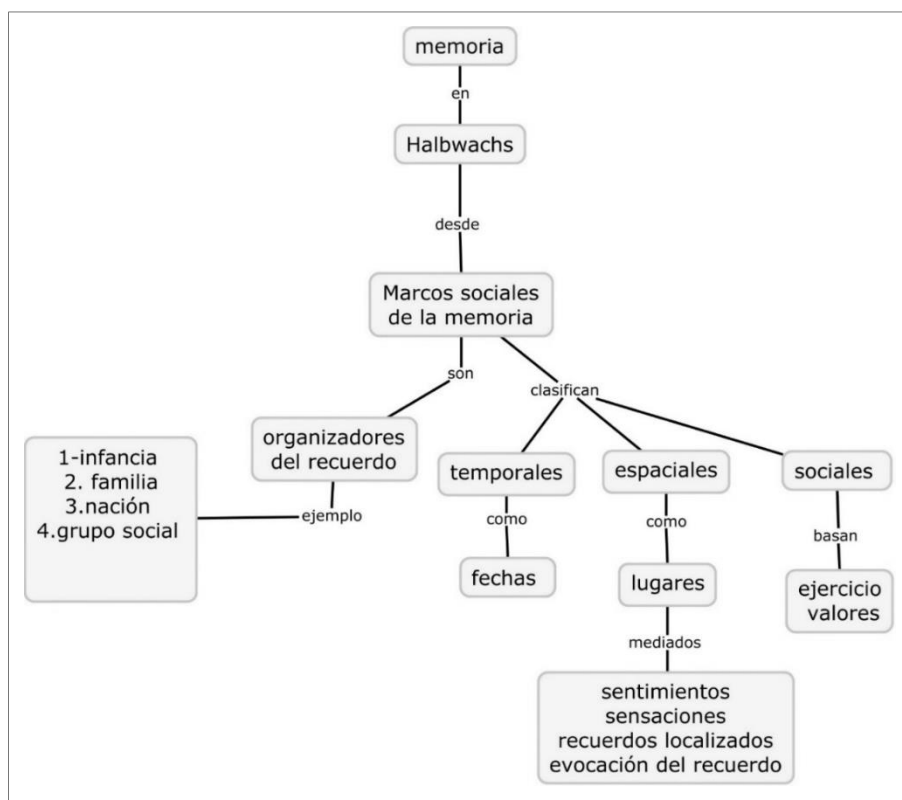 memoria
en
Halbwachs
desde
Marcos sociales
de la memoria
son
clasifican
organizadores
del recuerdo
ejemplo
1-infancia
2. familia
3.nación
4.grupo social
temporales
como
fechas
espaciales
como
lugares
mediados
sentimientos
sensaciones
recuerdos localizados
evocación del recuerdo
sociales
basan
ejercicio
valores